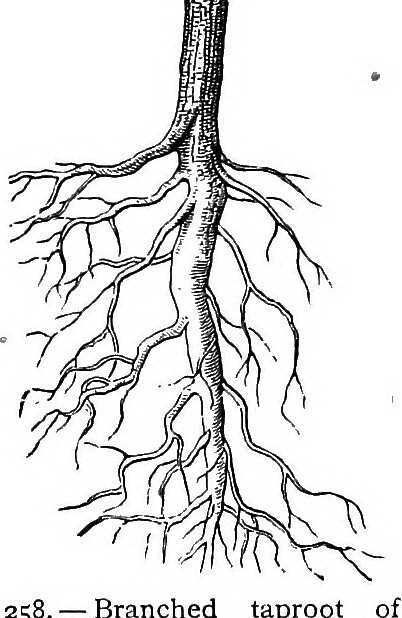 258. — Branched taproot of